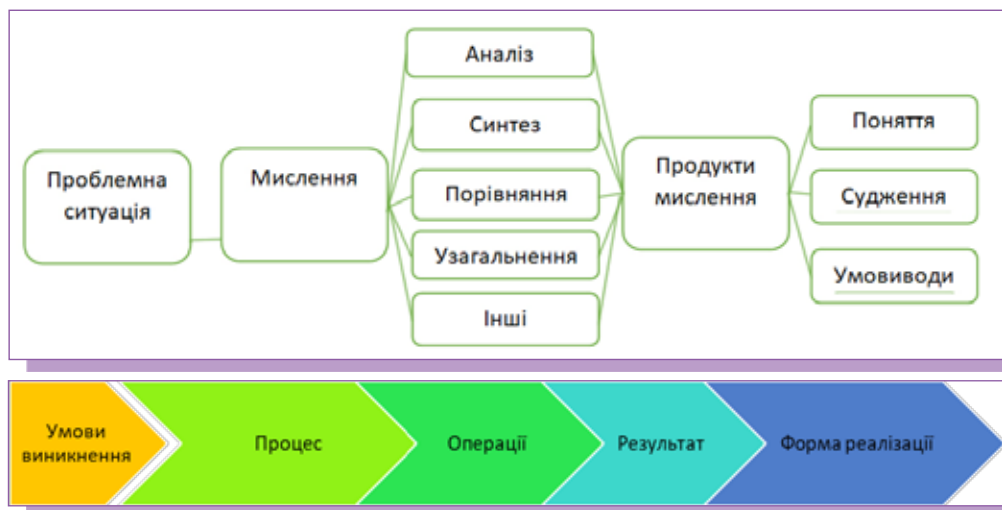 Проблемна
ситуація
Мислення
Аналіз
Синтез
Порівняння
Узагальнення
Інші
Продукти
мислення
Поняття
Судження
Умовиводи
Умови
виникнення
Процес
Операції
Результат
Форма реалізації